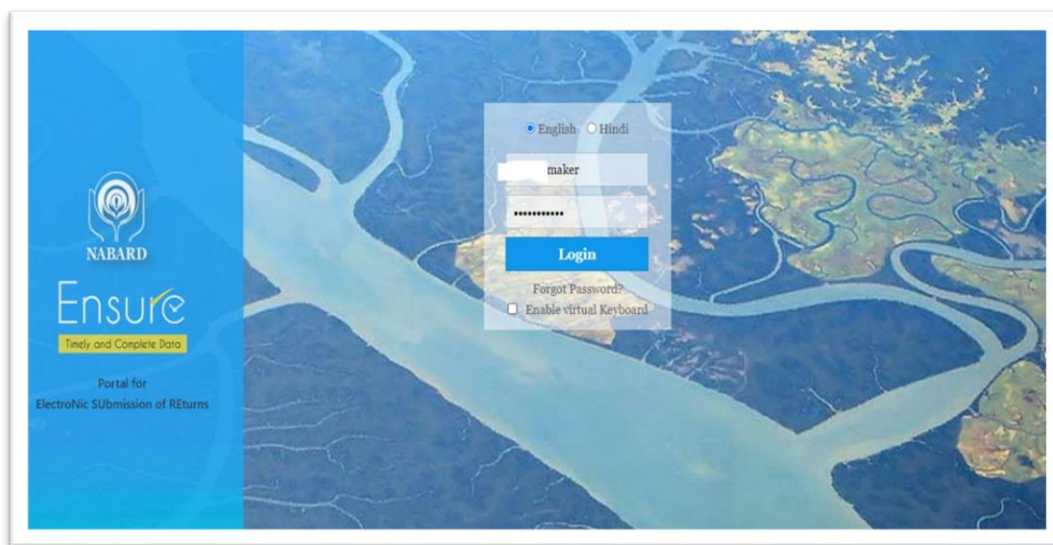 NABARD
Ensure
Timely and Complete Data
Portal for
ElectroNic SUbmission of REturns
English Hindi
maker
Login
Forgot Password?
Enable virtual Keyboard